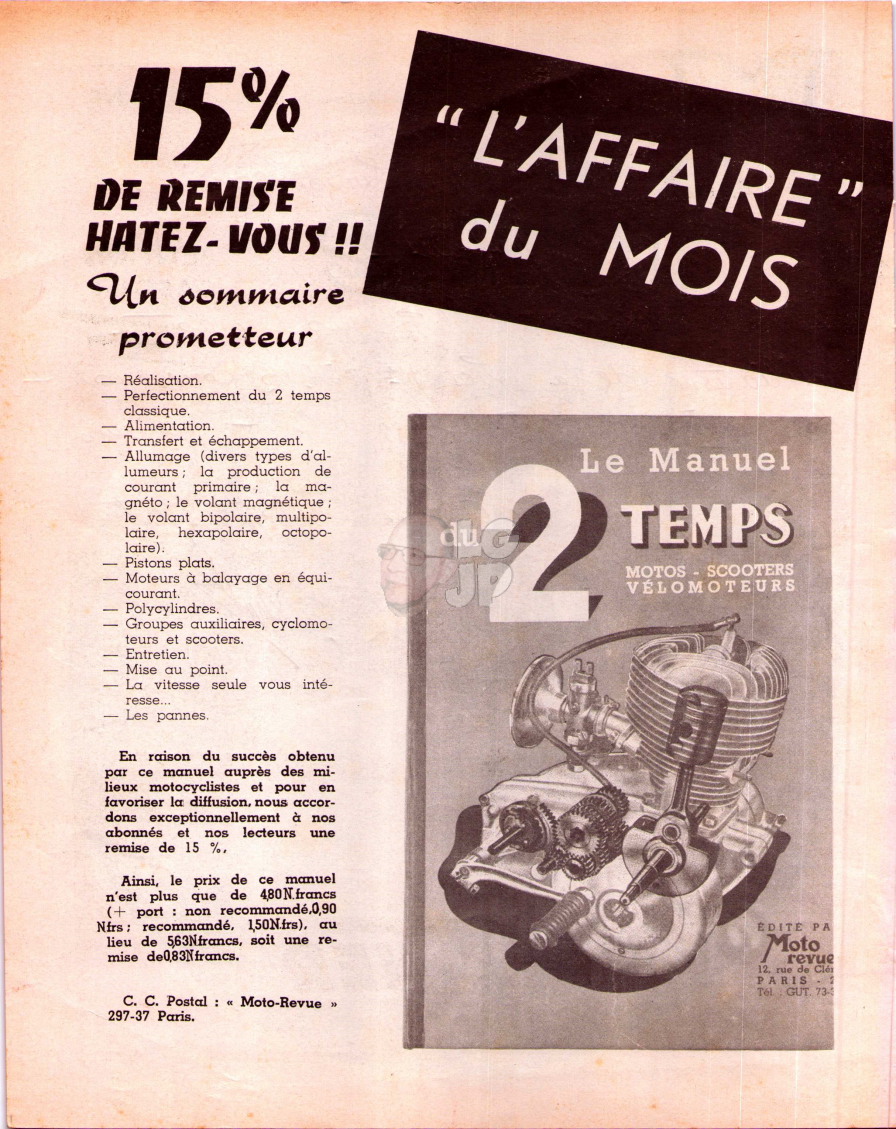 15%
DE REMISE
HATEZ-VOUS !!
Un sommaire
prometteur
— Réalisation.
— Perfectionnement du 2 temps
classique.
— Alimentation.
— Transfert et échappement.
— Allumage (divers types d'al-
lumeurs ; la production de
courant primaire ; la ma-
gnéto ; le volant magnétique ;
le volant bipolaire, multipo-
laire, hexapolaire, octopo-
laire).
— Pistons plats.
— Moteurs à balayage en équi-
courant.
— Polycylindres.
— Groupes auxiliaires, cyclomo-
teurs et scooters.
— Entretien.
— Mise au point.
— La vitesse seule vous inté-
resse...
— Les pannes.
En raison du succès obtenu
par ce manuel auprès des mi-
lieux motocyclistes et pour en
favoriser la diffusion, nous accor-
dons exceptionnellement à nos
abonnés et nos lecteurs une
remise de 15 %,
Ainsi, le prix de ce manuel
n'est plus que de 4,80 N.francs
(+ port : non recommandé,0,90
Nfrs ; recommandé, 1,50N.frs), au
lieu de 5,63Nfrancs, soit une re-
mise de0,83Nfrancs.
C. C. Postal : « Moto-Revue »
297-37 Paris.
"L'AFFAIRE"
du MOIS
Le Manuel
du 2 TEMPS
MOTOS - SCOOTERS
VÉLOMOTEURS
ÉDITÉ PA
Moto
revue
12, rue de Clé
PARIS -
Tél. : GUT. 73-
G
JP